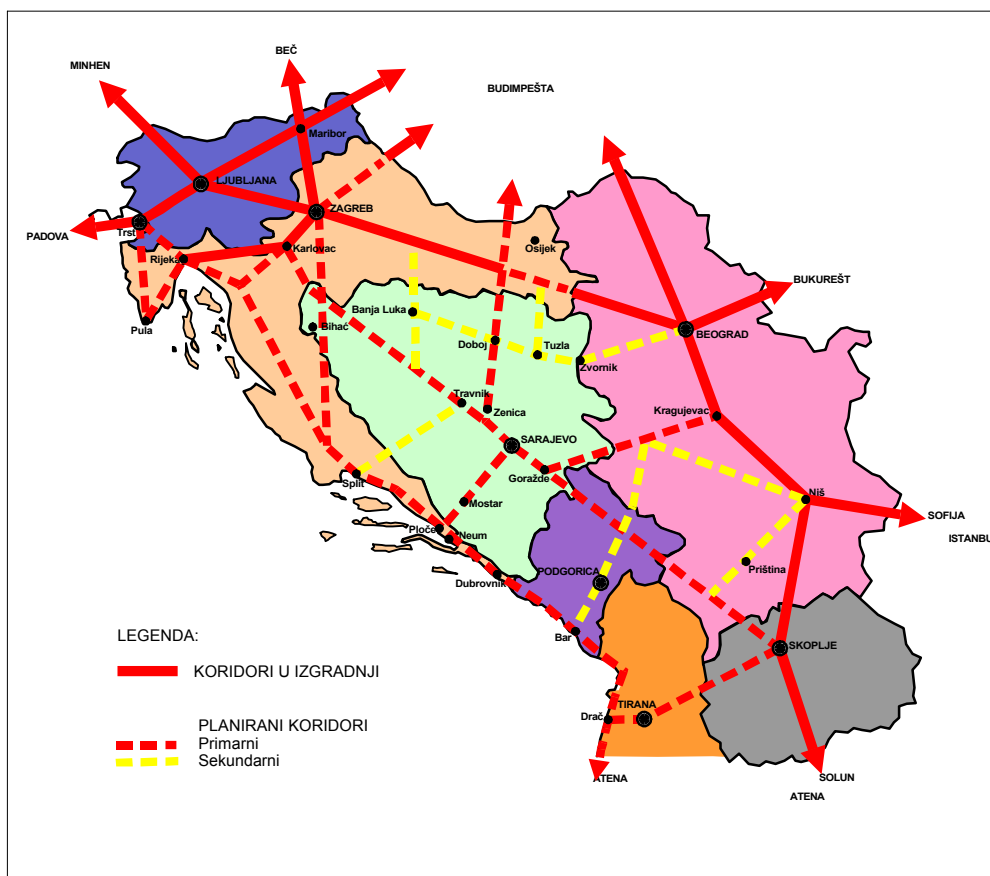 BEČ
MINHEN
BUDIMPEŠTA
Maribor
LJUBLJANA
ZAGREB
Trst
PADOVA
Karlovac
Osijek
Rijeka
BUKUREŠT
Banja Luka
Pula
Bihać
BEOGRAD
Doboj
Tuzla
Zvornik
Travnik
Zenica
Kragujevac
SARAJEVO
Goražde
Split
Niš
Mostar
SOFIJA
Ploče
Neum
ISTANBU
Priština
PODGORICA
Dubrovnik
Bar
LEGENDA:
SKOPLJE
KORIDORI U IZGRADNJI
TIRANA
Drač
PLANIRANI KORIDORI
Primarni
Sekundarni
ATENA
SOLUN
ATENA